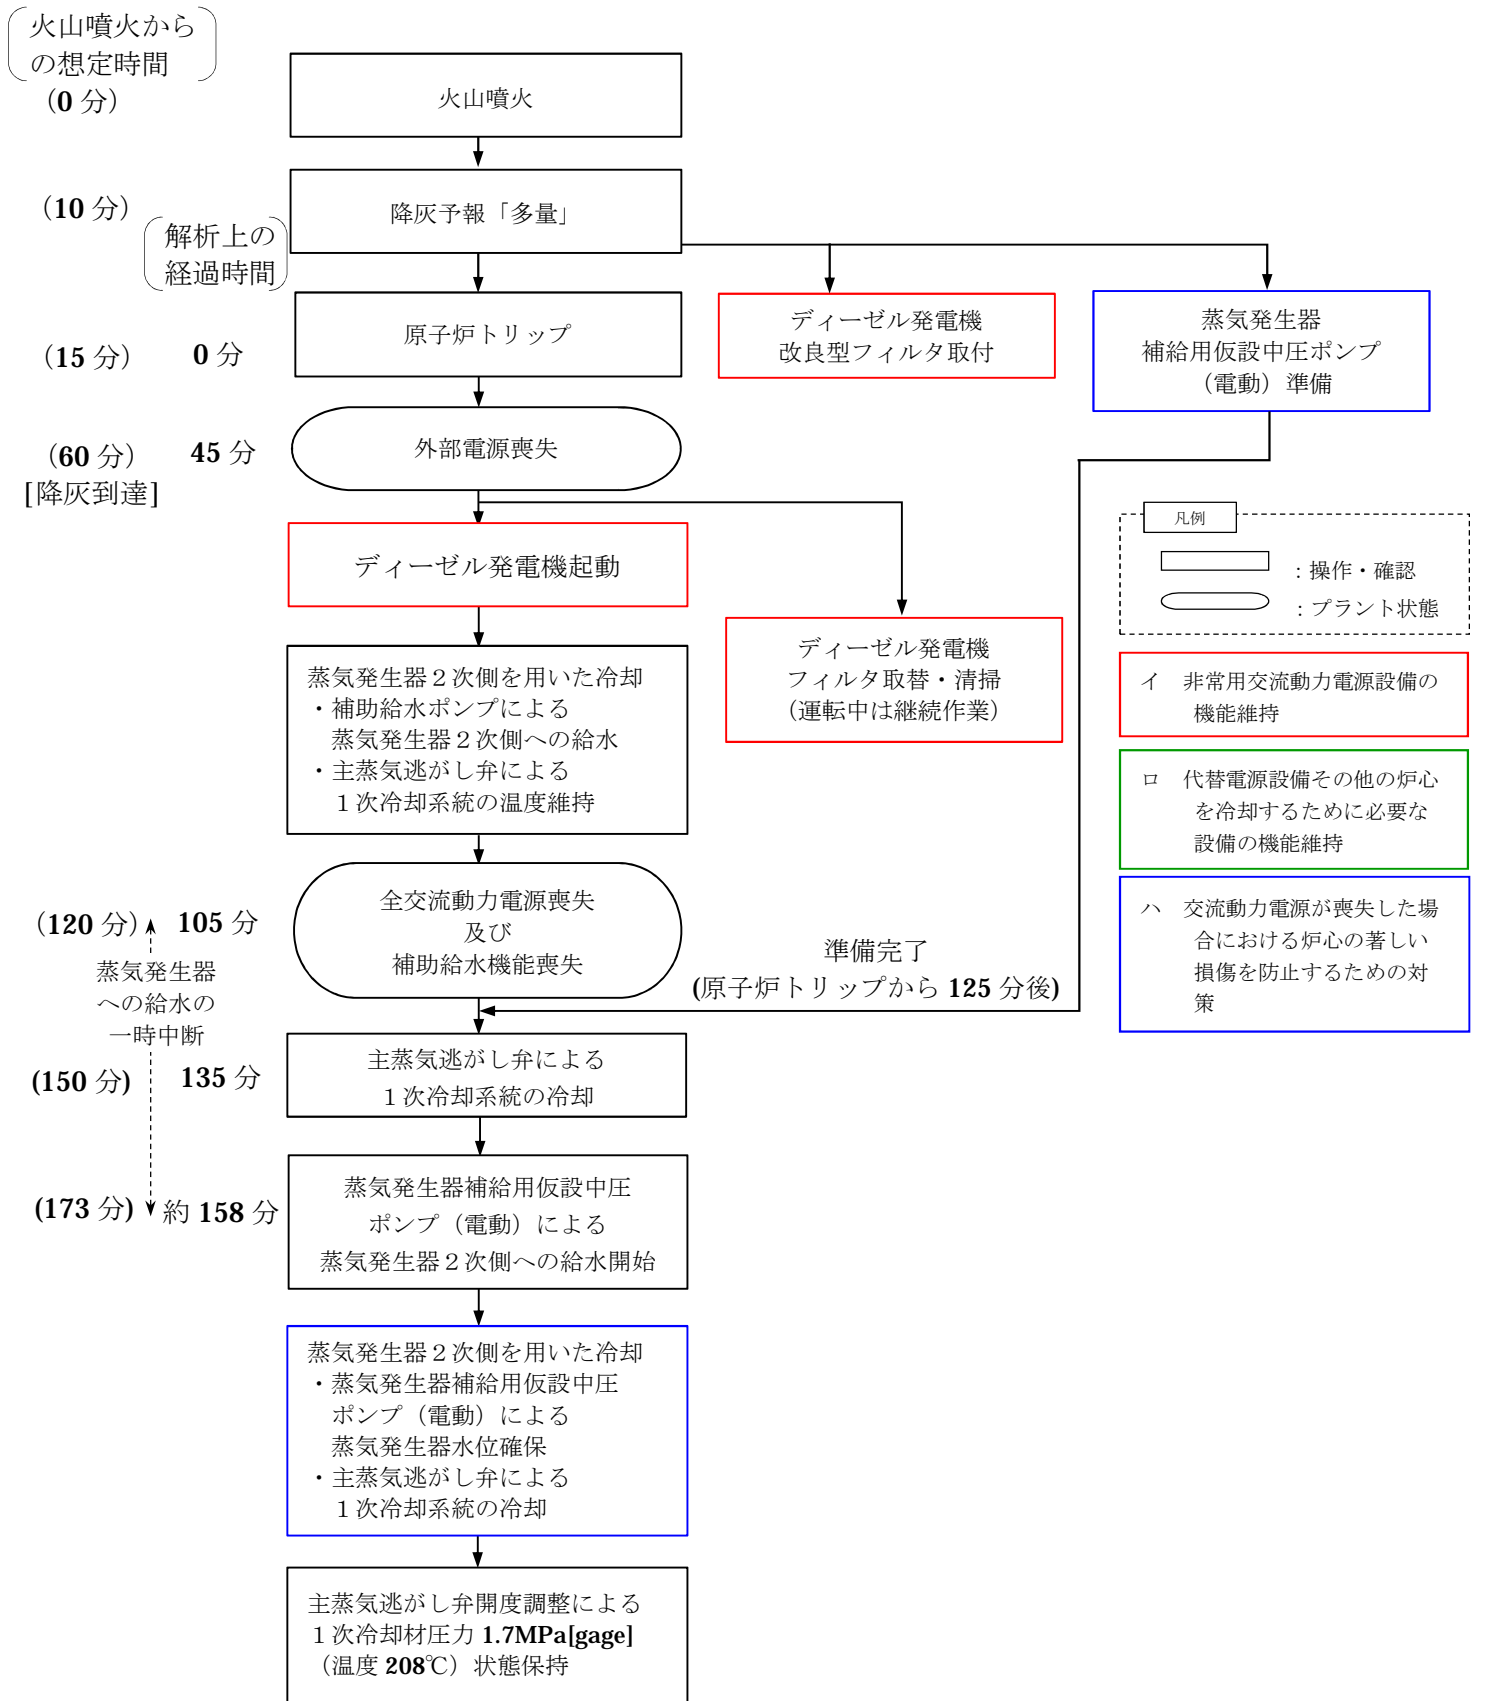 火山噴火から
の想定時間
（0 分）
火山噴火
（10 分）
降灰予報「多量」
解析上の
経過時間
（15 分）
0 分
原子炉トリップ
ディーゼル発電機
改良型フィルタ取付
蒸気発生器
補給用仮設中圧ポンプ
（電動）準備
（60 分）
[降灰到達]
45 分
外部電源喪失
ディーゼル発電機起動
凡例
：操作・確認
：プラント状態
ディーゼル発電機
フィルタ取替・清掃
（運転中は継続作業）
イ　非常用交流動力電源設備の
機能維持
ロ　代替電源設備その他の炉心
を冷却するために必要な
設備の機能維持
ハ　交流動力電源が喪失した場
合における炉心の著しい
損傷を防止するための対
策
蒸気発生器２次側を用いた冷却
・補助給水ポンプによる
蒸気発生器２次側への給水
・主蒸気逃がし弁による
１次冷却系統の温度維持
（120 分）
105 分
全交流動力電源喪失
及び
補助給水機能喪失
蒸気発生器
への給水の
一時中断
準備完了
(原子炉トリップから 125 分後)
(150 分)
135 分
主蒸気逃がし弁による
１次冷却系統の冷却
(173 分)
約 158 分
蒸気発生器補給用仮設中圧
ポンプ（電動）による
蒸気発生器２次側への給水開始
蒸気発生器２次側を用いた冷却
・蒸気発生器補給用仮設中圧
ポンプ（電動）による
蒸気発生器水位確保
・主蒸気逃がし弁による
１次冷却系統の冷却
主蒸気逃がし弁開度調整による
１次冷却材圧力 1.7MPa[gage]
（温度 208℃）状態保持